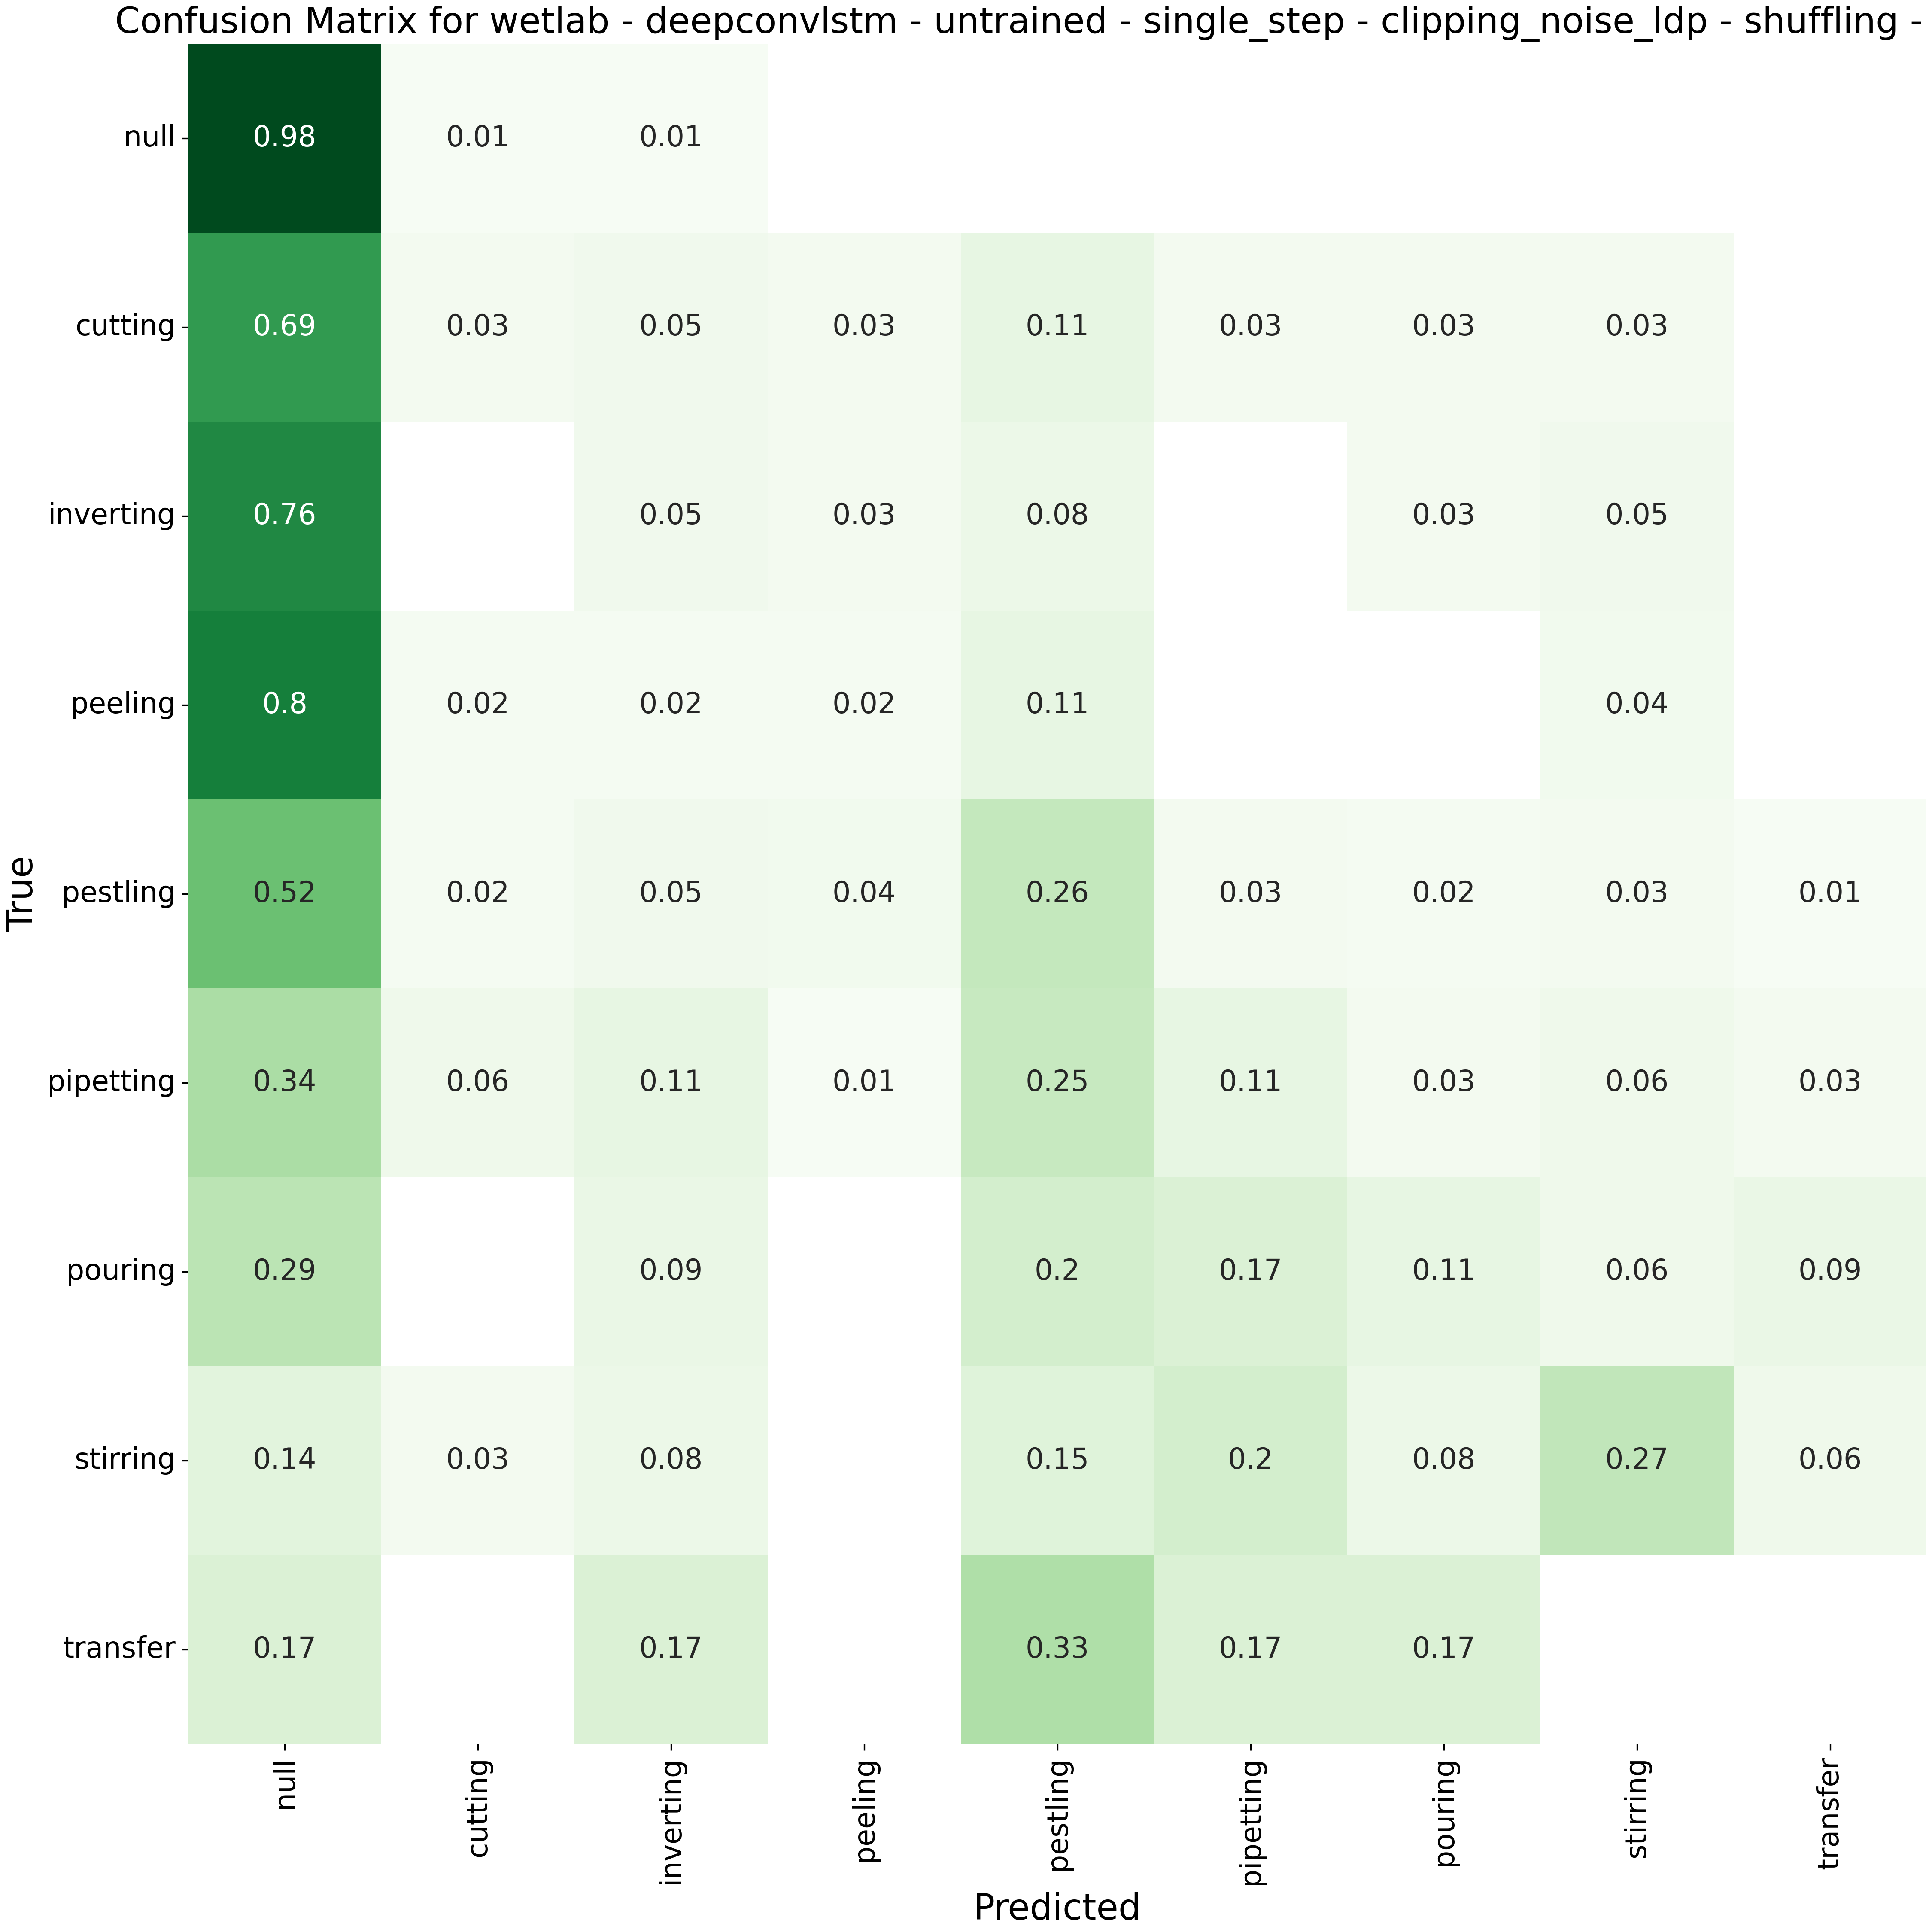 Confusion Matrix for wetlab - deepconvlstm - untrained - single_step - clipping_noise_ldp - shuffling -
True
null 0.98 0.01 0.01
cutting 0.69 0.03 0.05 0.03 0.11 0.03 0.03 0.03
inverting 0.76 0.05 0.03 0.08 0.03 0.05
peeling 0.8 0.02 0.02 0.02 0.11 0.04
pestling 0.52 0.02 0.05 0.04 0.26 0.03 0.02 0.03 0.01
pipetting 0.34 0.06 0.11 0.01 0.25 0.11 0.03 0.06 0.03
pouring 0.29 0.09 0.2 0.17 0.11 0.06 0.09
stirring 0.14 0.03 0.08 0.15 0.2 0.08 0.27 0.06
transfer 0.17 0.17 0.33 0.17 0.17
null cutting inverting peeling pestling pipetting pouring stirring transfer
Predicted